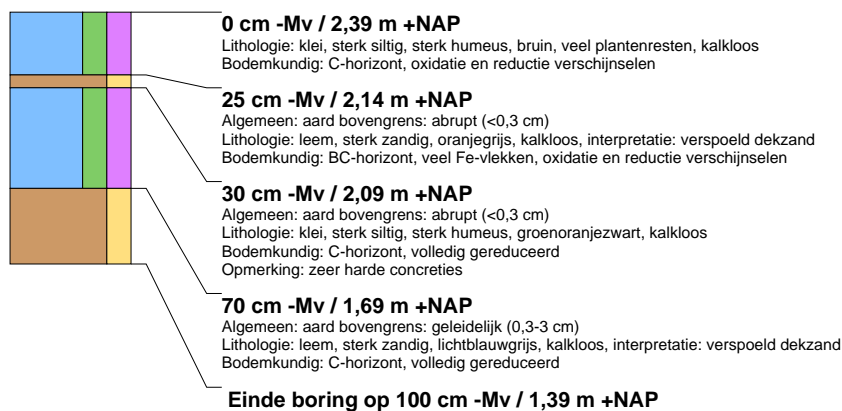 0 cm -Mv / 2,39 m +NAP
Lithologie: klei, sterk siltig, sterk humeus, bruin, veel plantenresten, kalkloos
Bodemkundig: C-horizont, oxidatie en reductie verschijnselen
25 cm -Mv / 2,14 m +NAP
Algemeen: aard bovengrens: abrupt (<0,3 cm)
Lithologie: leem, sterk zandig, oranjegrijs, kalkloos, interpretatie: verspoeld dekzand
Bodemkundig: BC-horizont, veel Fe-vlekken, oxidatie en reductie verschijnselen
30 cm -Mv / 2,09 m +NAP
Algemeen: aard bovengrens: abrupt (<0,3 cm)
Lithologie: klei, sterk siltig, sterk humeus, groenoranjezwart, kalkloos
Bodemkundig: C-horizont, volledig gereduceerd
Opmerking: zeer harde concreties
70 cm -Mv / 1,69 m +NAP
Algemeen: aard bovengrens: geleidelijk (0,3-3 cm)
Lithologie: leem, sterk zandig, lichtblauwgrijs, kalkloos, interpretatie: verspoeld dekzand
Bodemkundig: C-horizont, volledig gereduceerd
Einde boring op 100 cm -Mv / 1,39 m +NAP